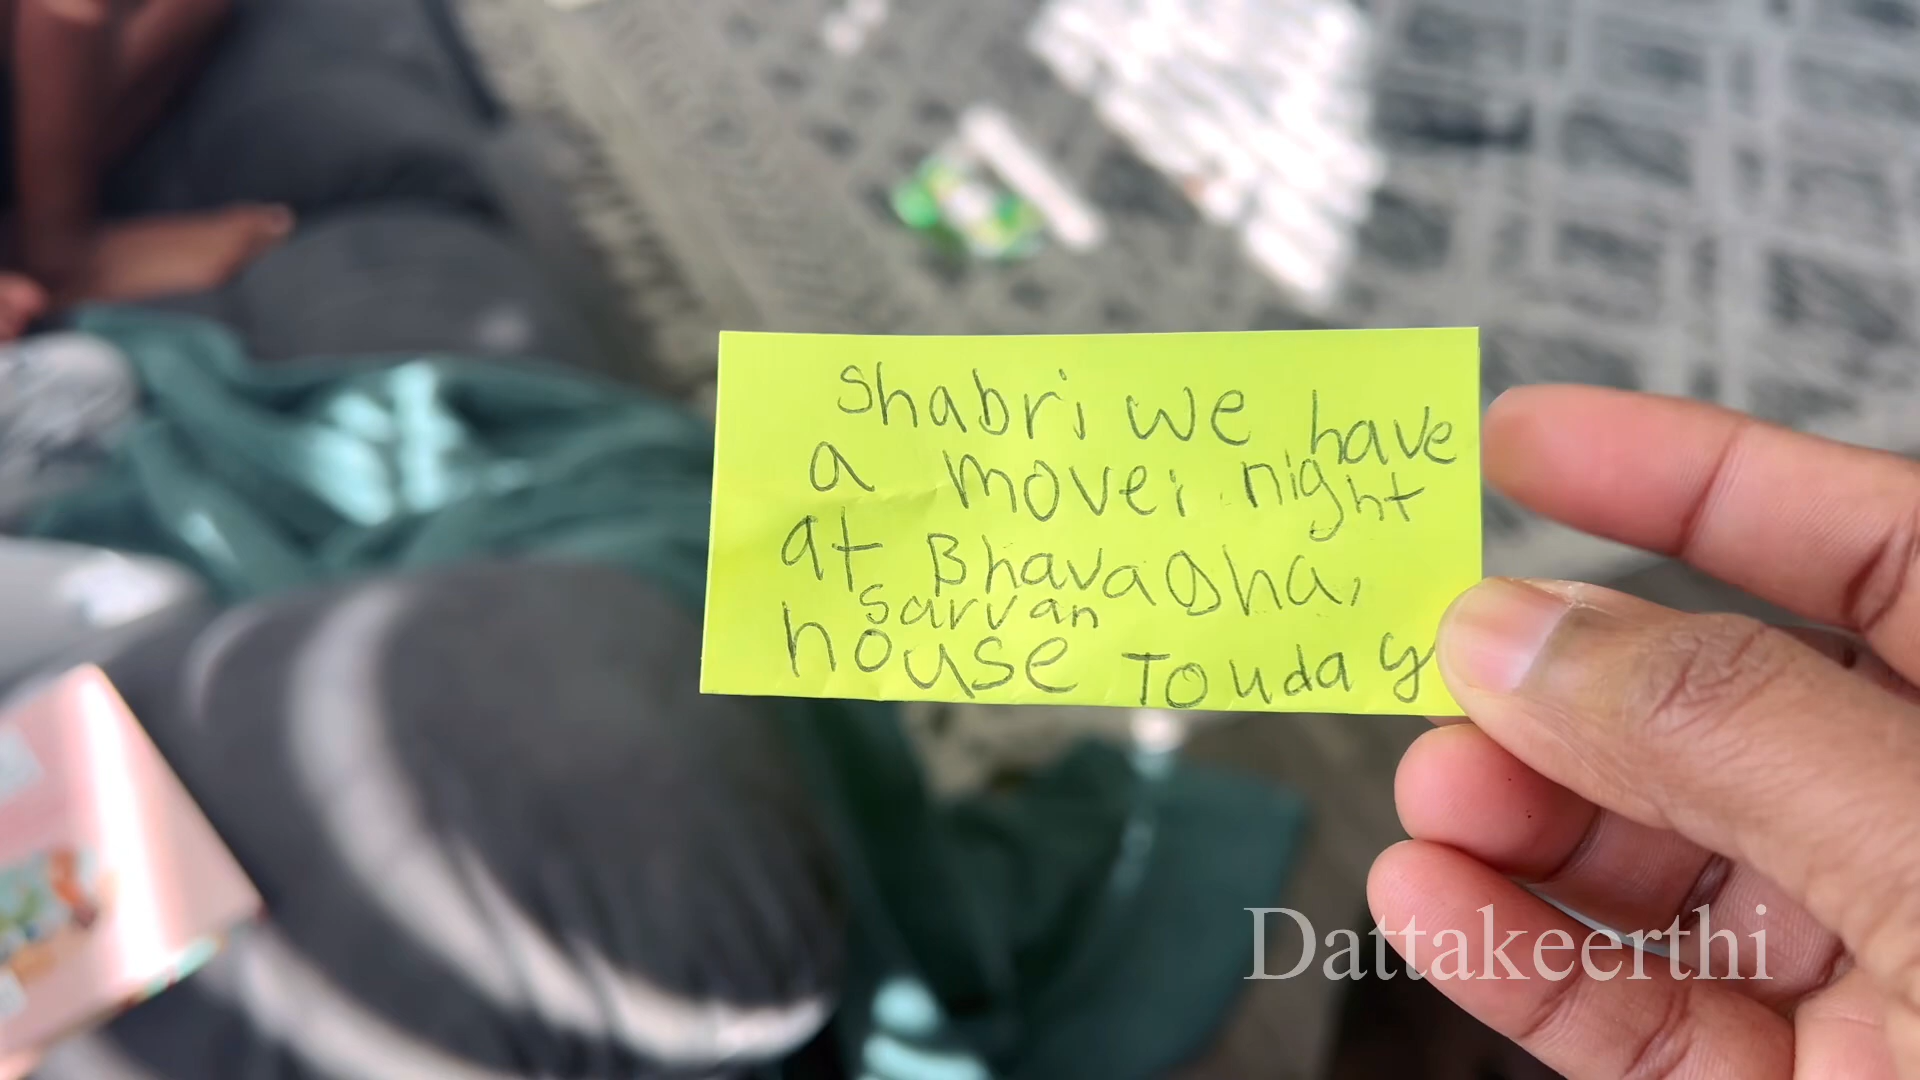 Shabri we have
a movei night
at Bhavagha,
sarvan
house Touday
Dattakeerthi